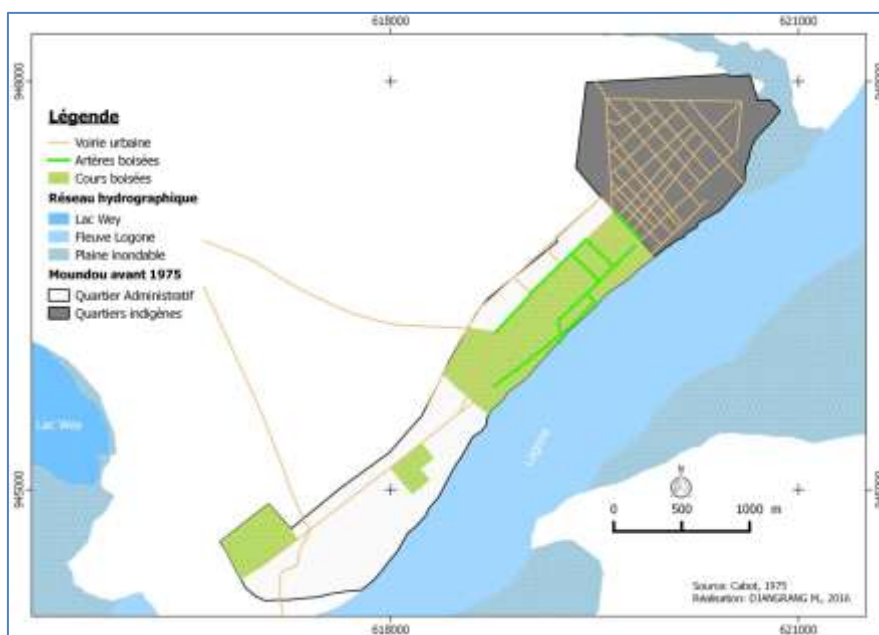 618000
621000
948000
948000
Légende
Voirie urbaine
Artères boisées
Cours boisées
Réseau hydrographique
Lac Wey
Fleuve Logone
Plaine inondable
Moundou avant 1975
Quartier Administratif
Quartiers indigènes
Lac Wey
Logone
945000
945000
N
0 500 1000 m
Source: Cabot, 1975
Réalisation: DJANGRANG M., 2016
618000
621000